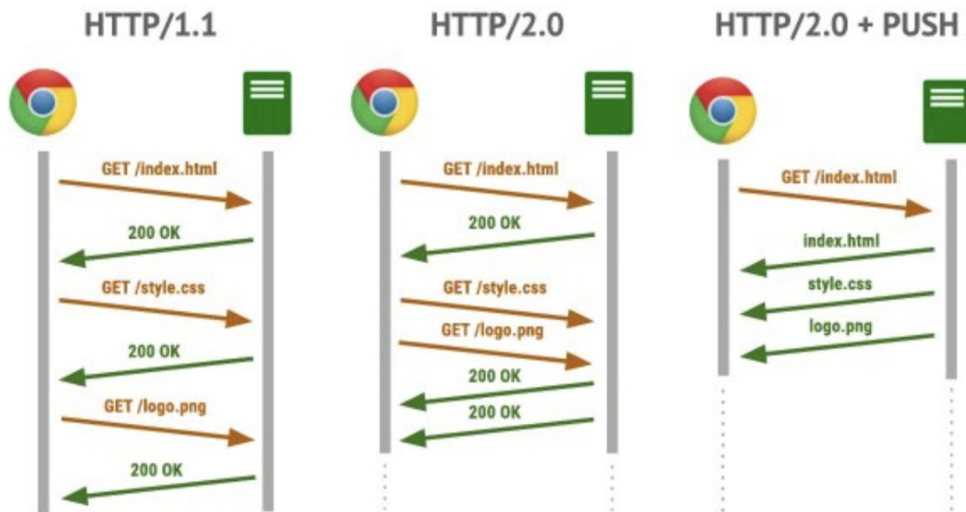 HTTP/1.1
GET /index.html
200 OK
GET /style.css
200 OK
GET /logo.png
200 OK
HTTP/2.0
GET /index.html
200 OK
GET /style.css
GET /logo.png
200 OK
200 OK
HTTP/2.0 + PUSH
GET /index.html
index.html
style.css
logo.png